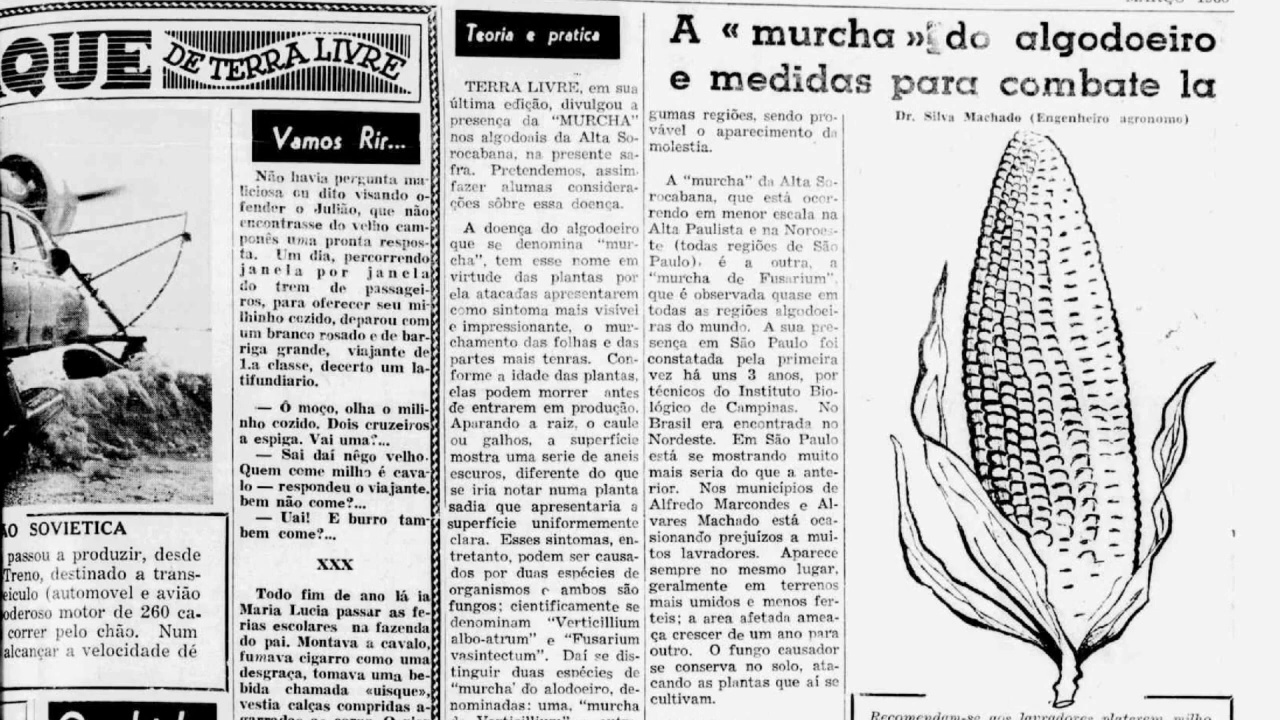 MARÇO
QUE
DE TERRA LIVRE
ÃO SOVIETICA
passou a produzir, desde
Treno, destinado a trans-
eiculo (automovel e avião
oderoso motor de 260 ca-
correr pelo chão. Num
alcançar a velocidade dé
Vamos Rir...
Não havia pergunta ma-
liciosa ou dito visando o-
fender o Julião, que não
encontrasse do velho cam-
ponês uma pronta respos-
ta. Um dia, percorrendo
janela por janela
do trem de passagei-
ros, para oferecer seu mi-
lhinho cozido, deparou com
um branco rosado e de bar-
riga grande, viajante de
1.a classe, decerto um la-
tifundiario.
— Ô moço, olha o mili-
nho cozido. Dois cruzeiros
a espiga. Vai uma?...
— Sai daí nêgo velho.
Quem come milho é cava-
lo — respondeu o viajante.
bem não come?...
— Uai! E burro tam-
bem come?...
XXX
Todo fim de ano lá ia
Maria Lucia passar as fe-
rias escolares na fazenda
do pai. Montava a cavalo,
fumava cigarro como uma
desgraça, tomava uma be-
bida chamada «uisque»,
vestia calças compridas a-
Teoria e pratica
TERRA LIVRE, em sua
última edição, divulgou a
presença da "MURCHA"
nos algodoais da Alta So-
rocabana, na presente sa-
fra. Pretendemos, assim,
fazer alumas considera-
ções sôbre essa doença.
A doença do algodoeiro
que se denomina "mur-
cha", tem esse nome em
virtude das plantas por
ela atacadas apresentarem
como sintoma mais visivel
e impressionante, o mur-
chamento das folhas e das
partes mais tenras. Con-
forme a idade das plantas,
elas podem morrer antes
de entrarem em produção.
Aparando a raiz, o caule
ou galhos, a superfície
mostra uma serie de aneis
escuros, diferente do que
se iria notar numa planta
sadia que apresentaria a
superfície uniformemente
clara. Esses sintomas, en-
tretanto, podem ser causa-
dos por duas espécies de
organismos e ambos são
fungos; cientificamente se
denominam "Verticillium
albo-atrum" e "Fusarium
vasintectum". Daí se dis-
tinguir duas espécies de
"murcha' do alodoeiro, de-
nominadas: uma, "murcha
A « murcha » do algodoeiro
e medidas para combate la
Dr. Silva Machado (Engenheiro agronomo)
gumas regiões, sendo pro-
vável o aparecimento da
molestia.
A "murcha" da Alta So-
rocabana, que está ocor-
rendo em menor escala na
Alta Paulista e na Noroes-
te (todas regiões de São
Paulo), é a outra, a
"murcha de Fusarium",
que é observada quase em
todas as regiões algodoei-
ras do mundo. A sua pre-
sença em São Paulo foi
constatada pela primeira
vez há uns 3 anos, por
técnicos do Instituto Bio-
lógico de Campinas. No
Brasil era encontrada no
Nordeste. Em São Paulo
está se mostrando muito
mais seria do que a ante-
rior. Nos municípios de
Alfredo Marcondes e Al-
vares Machado está oca-
sionando prejuízos a mui-
tos lavradores. Aparece
sempre no mesmo lugar,
geralmente em terrenos
mais umidos e menos fer-
teis; a area afetada amea-
ça crescer de um ano para
outro. O fungo causador
se conserva no solo, ata-
cando as plantas que aí se
cultivam.
Recomendam-se aos lavradores platarem milho